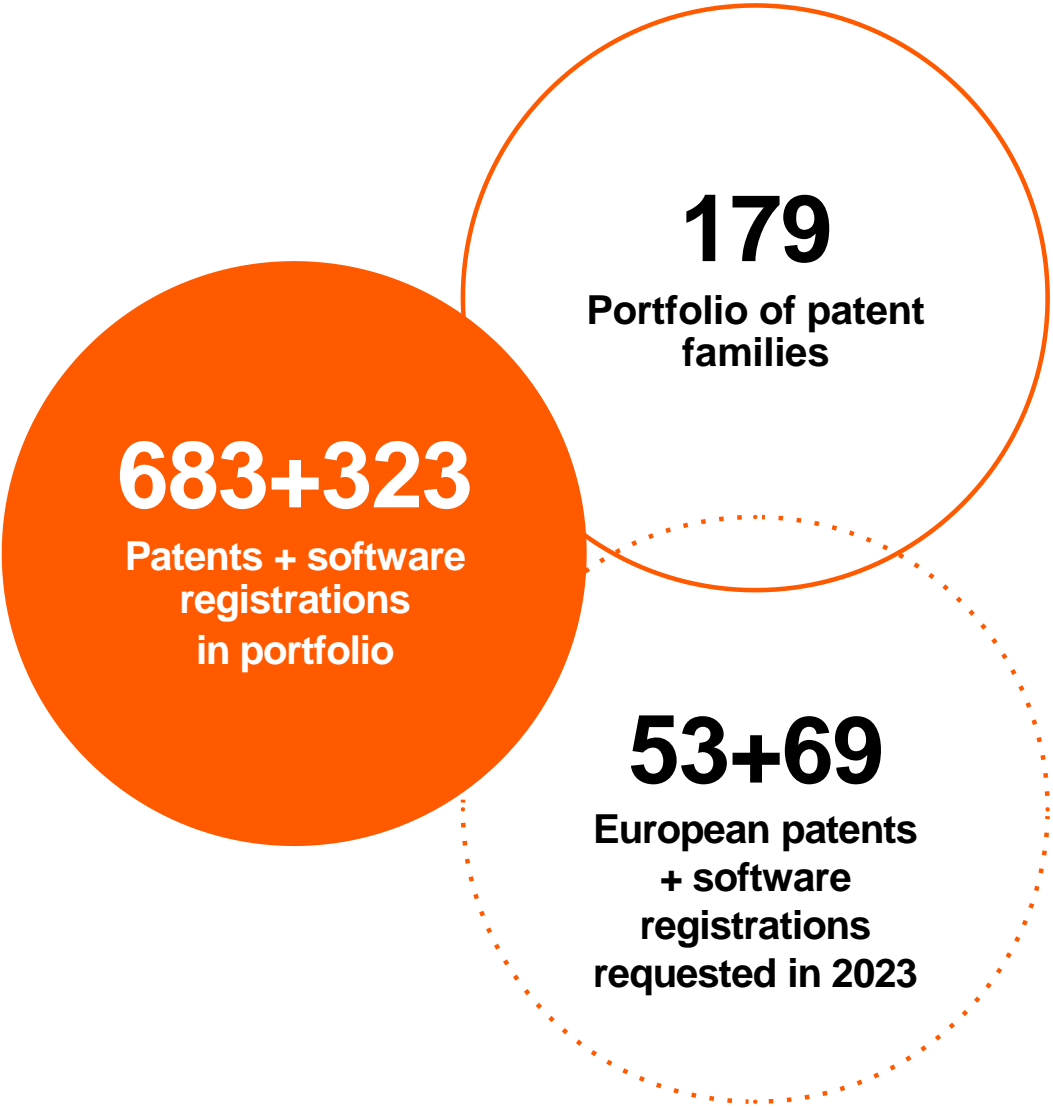 179
Portfolio of patent
families
683+323
Patents + software
registrations
in portfolio
53+69
European patents
+ software
registrations
requested in 2023